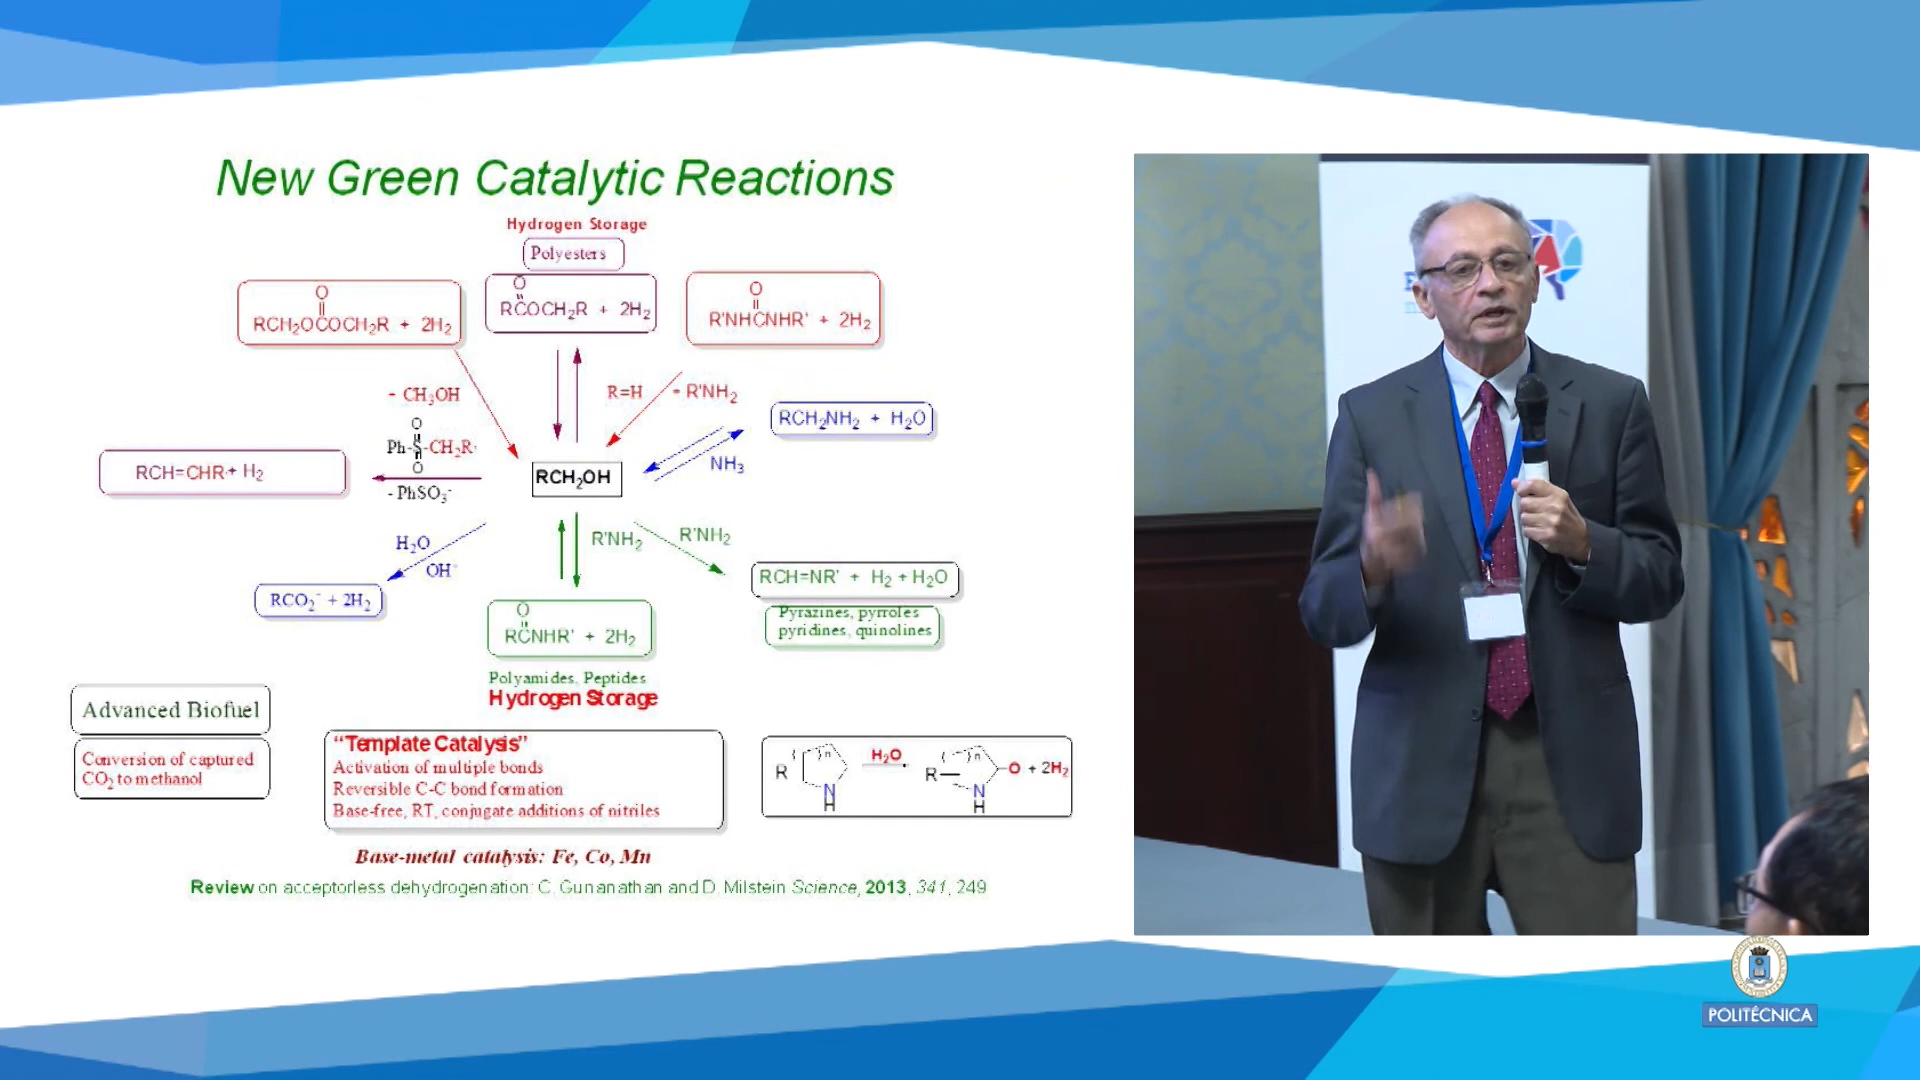 New Green Catalytic Reactions
Hydrogen Storage
Polyesters
O
RCH₂OCOCH₂R + 2H₂
O
RCOCH₂R + 2H₂
O
R'NHCNHR' + 2H₂
- CH₃OH
R=H
- R'NH₂
RCH₂NH₂ + H₂O
NH₃
O
Ph-S-CH₂R
O
- PhSO₃⁻
RCH=CHR + H₂
RCH₂OH
H₂O
OH⁻
R'NH₂
R'NH₂
RCO₂⁻ + 2H₂
O
RCNHR' + 2H₂
RCH=NR' + H₂ + H₂O
Pyrazines, pyrroles
pyridines, quinolines
Polyamides, Peptides
Hydrogen Storage
Advanced Biofuel
Conversion of captured
CO₂ to methanol
“Template Catalysis”
Activation of multiple bonds
Reversible C-C bond formation
Base-free, RT, conjugate additions of nitriles
R ( )n N H H₂O R ( )n N H O + 2H₂
Base-metal catalysis: Fe, Co, Mn
Review on acceptorless dehydrogenation: C. Gunanathan and D. Milstein Science, 2013, 341, 249
POLITÉCNICA